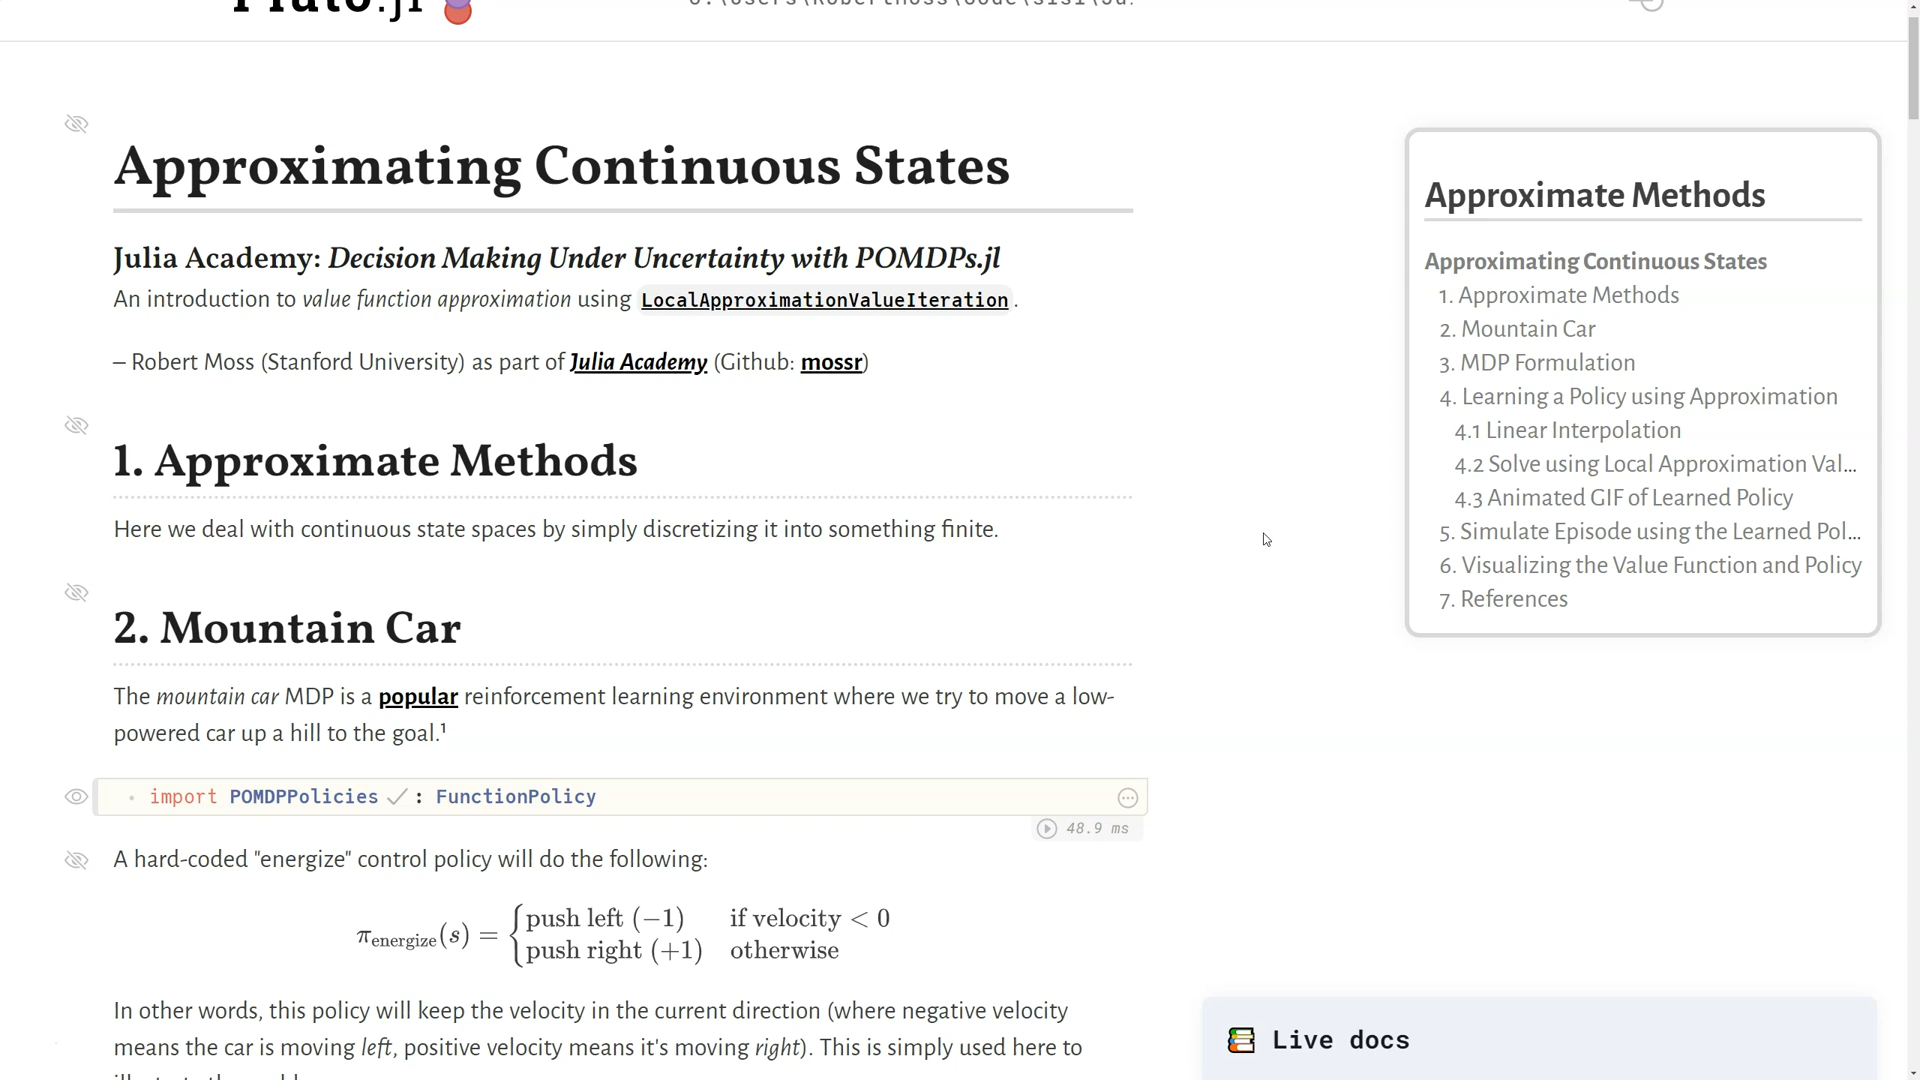 Pluto.jl
Approximating Continuous States
Julia Academy: Decision Making Under Uncertainty with POMDPs.jl
An introduction to value function approximation using LocalApproximationValueIteration.
– Robert Moss (Stanford University) as part of Julia Academy (Github: mossr)
1. Approximate Methods
Here we deal with continuous state spaces by simply discretizing it into something finite.
2. Mountain Car
The mountain car MDP is a popular reinforcement learning environment where we try to move a low-
powered car up a hill to the goal.¹
import POMDPPolicies ✓ : FunctionPolicy
48.9 ms
A hard-coded "energize" control policy will do the following:
π_energize(s) = { push left (−1) if velocity < 0
push right (+1) otherwise
In other words, this policy will keep the velocity in the current direction (where negative velocity
means the car is moving left, positive velocity means it's moving right). This is simply used here to
Approximate Methods
Approximating Continuous States
1. Approximate Methods
2. Mountain Car
3. MDP Formulation
4. Learning a Policy using Approximation
4.1 Linear Interpolation
4.2 Solve using Local Approximation Val...
4.3 Animated GIF of Learned Policy
5. Simulate Episode using the Learned Pol...
6. Visualizing the Value Function and Policy
7. References
Live docs